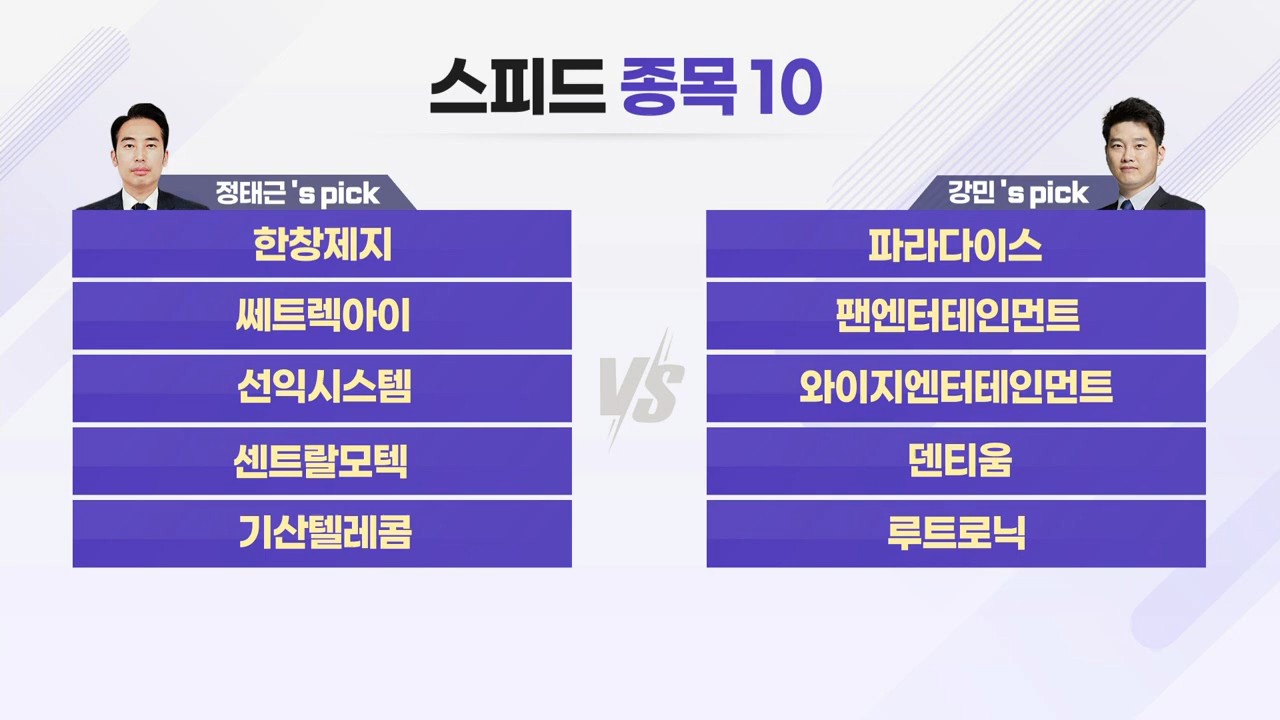 스피드 종목 10
정태근 's pick
한창제지
쎄트렉아이
선익시스템
센트랄모텍
기산텔레콤
VS
강민 's pick
파라다이스
팬엔터테인먼트
와이지엔터테인먼트
덴티움
루트로닉